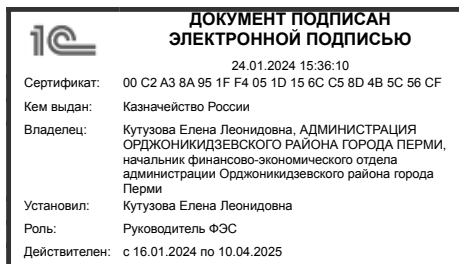 1С
ДОКУМЕНТ ПОДПИСАН
ЭЛЕКТРОННОЙ ПОДПИСЬЮ
24.01.2024 15:36:10
Сертификат: 00 C2 A3 8A 95 1F F4 05 1D 15 6C C5 8D 4B 5C 56 CF
Кем выдан: Казначейство России
Владелец: Кутузова Елена Леонидовна, АДМИНИСТРАЦИЯ
ОРДЖОНИКИДЗЕВСКОГО РАЙОНА ГОРОДА ПЕРМИ,
начальник финансово-экономического отдела
администрации Орджоникидзевского района города
Перми
Установил: Кутузова Елена Леонидовна
Роль: Руководитель ФЭС
Действителен: с 16.01.2024 по 10.04.2025